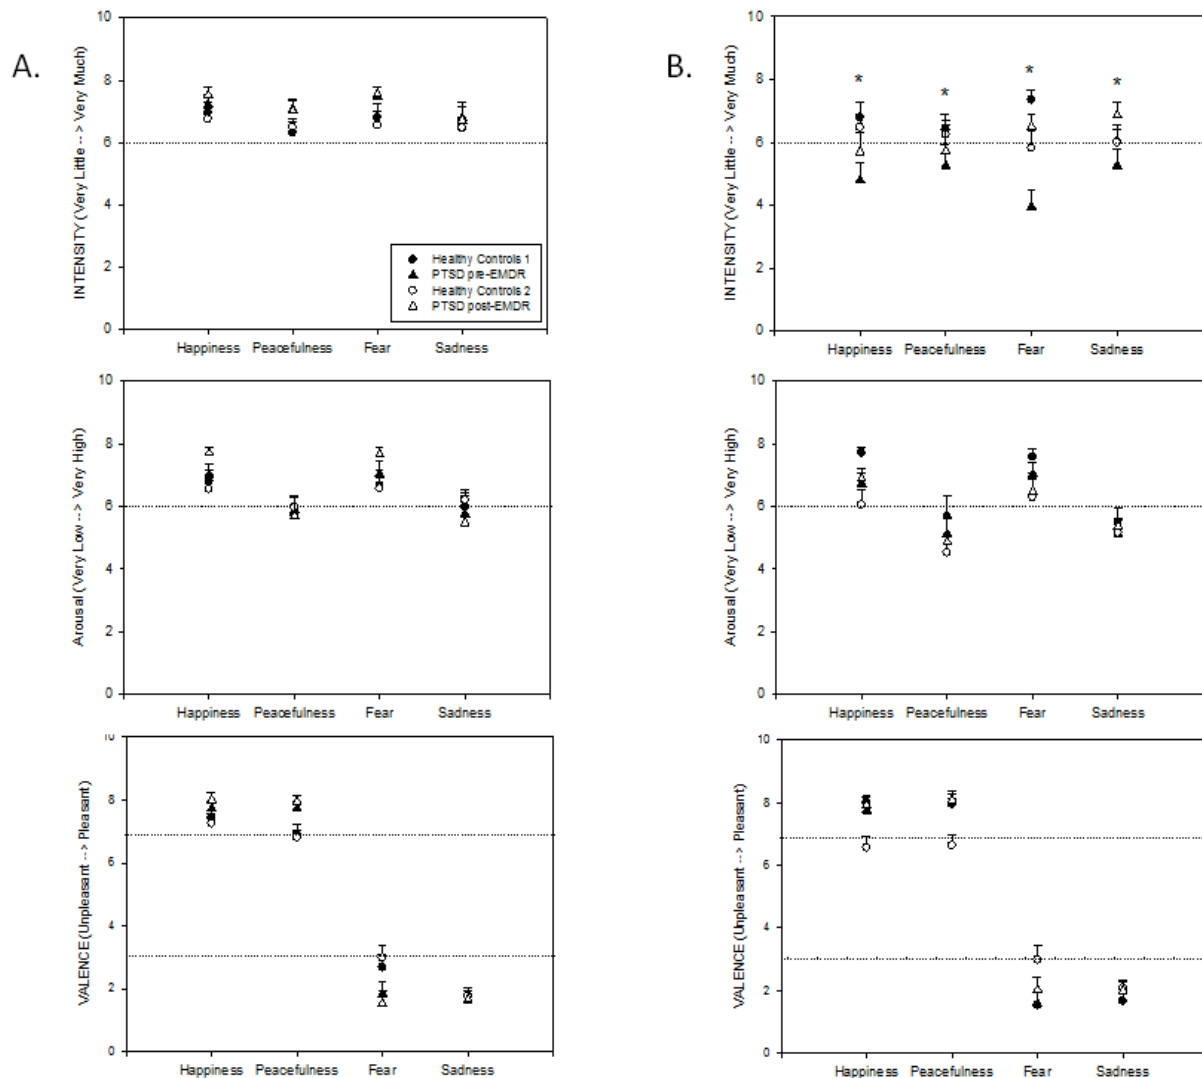 A.
10
8
6
4
2
0
INTENSITY (Very Little --> Very Much)
Healthy Controls 1
PTSD pre-EMDR
Healthy Controls 2
PTSD post-EMDR
Happiness Peacefulness Fear Sadness
10
8
6
4
2
0
Arousal (Very Low --> Very High)
Happiness Peacefulness Fear Sadness
10
8
6
4
2
0
VALENCE (Unpleasant --> Pleasant)
Happiness Peacefulness Fear Sadness
B.
10
8
6
4
2
0
INTENSITY (Very Little --> Very Much)
* * * *
Happiness Peacefulness Fear Sadness
10
8
6
4
2
0
Arousal (Very Low --> Very High)
Happiness Peacefulness Fear Sadness
10
8
6
4
2
0
VALENCE (Unpleasant --> Pleasant)
Happiness Peacefulness Fear Sadness